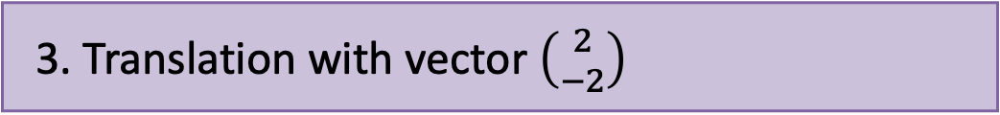 3. Translation with vector (2 −2)